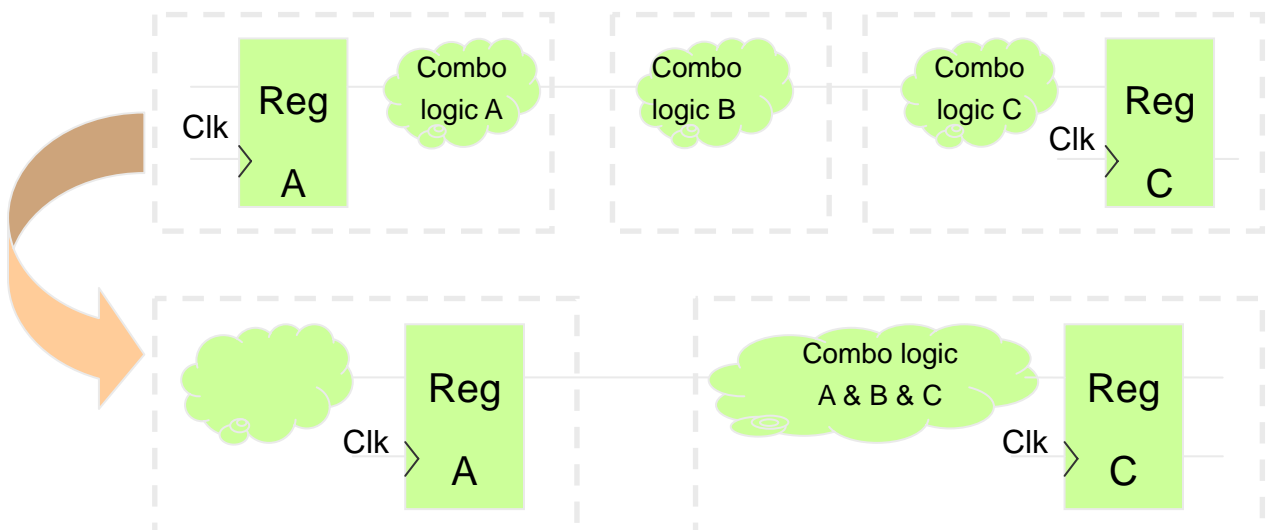 Reg
A
Clk
Combo
logic A
Combo
logic B
Combo
logic C
Clk
Reg
C
Clk
Reg
A
Combo logic
A & B & C
Clk
Reg
C